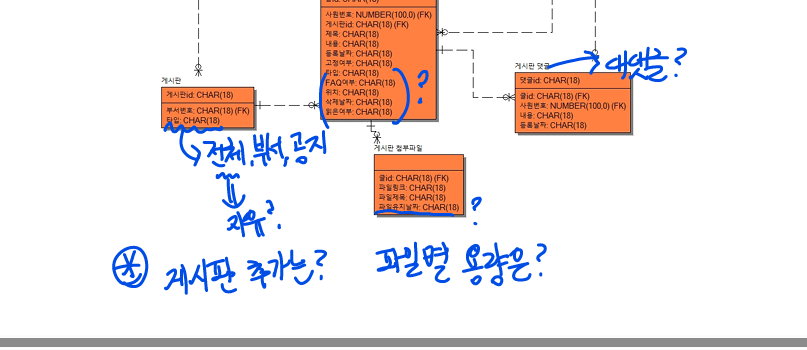 사원번호: NUMBER(100,0) (FK)
게시판id: CHAR(18) (FK)
제목: CHAR(18)
내용: CHAR(18)
등록날짜: CHAR(18)
고정여부: CHAR(18)
타입: CHAR(18)
FAQ여부: CHAR(18)
위치: CHAR(18)
삭제날짜: CHAR(18)
읽은여부: CHAR(18)
?
?
게시판
게시판id: CHAR(18)
부서번호: CHAR(18) (FK)
타입: CHAR(18)
전체, 부서, 공지
자유?
게시판 댓글
대댓글?
댓글id: CHAR(18)
글id: CHAR(18) (FK)
사원번호: NUMBER(100,0) (FK)
내용: CHAR(18)
등록날짜: CHAR(18)
게시판 첨부파일
글id: CHAR(18) (FK)
파일링크: CHAR(18)
파일제목: CHAR(18)
파일유지날짜: CHAR(18)
?
게시판 추가는?
파일별 용량은?